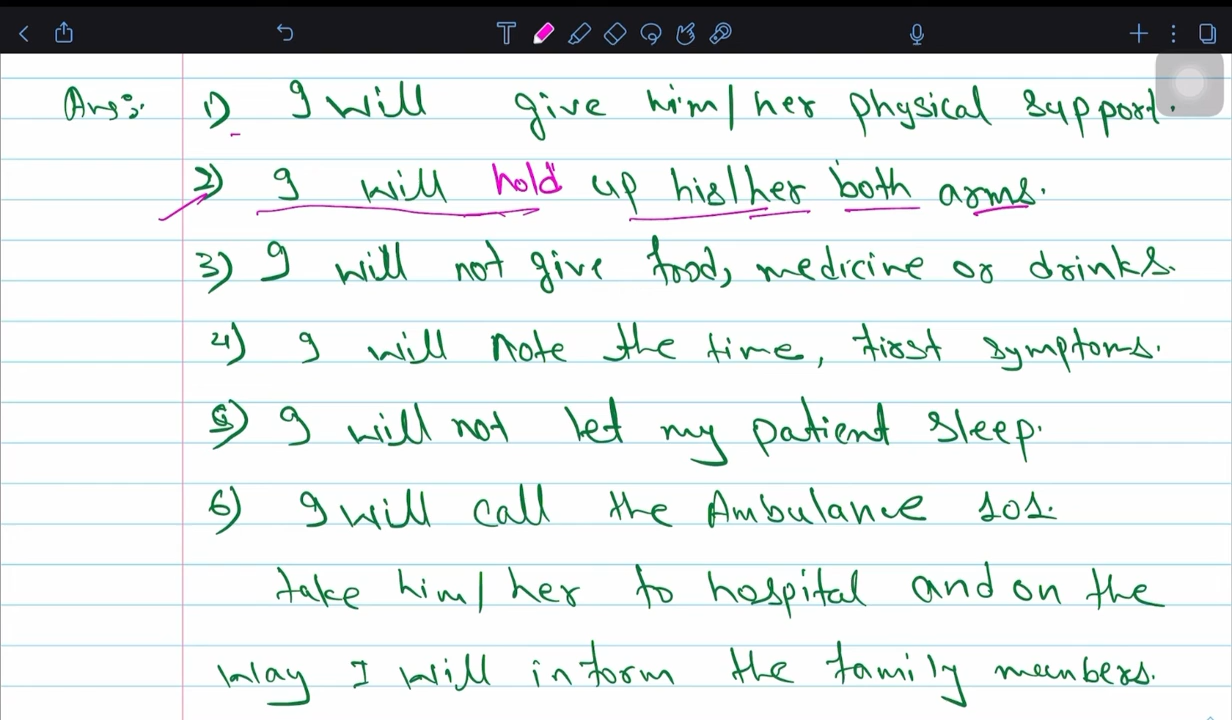 Ans:. 1) I will give him/her physical support.
2) I will hold up his/her both arms.
3) I will not give food, medicine or drinks.
4) I will note the time, first symptoms.
5) I will not let my patient sleep.
6) I will call the Ambulance 101.
take him/her to hospital and on the
way I will inform the family members.